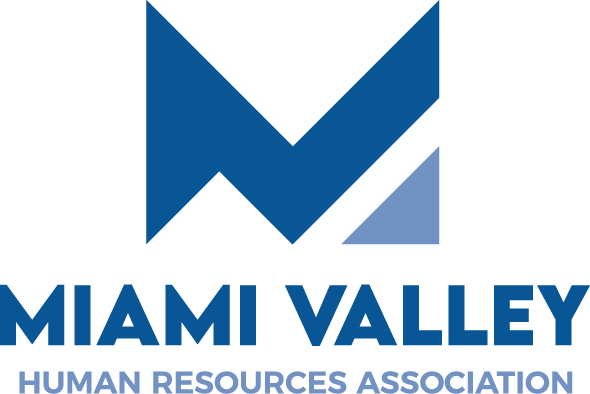 MIAMI VALLEY
HUMAN RESOURCES ASSOCIATION